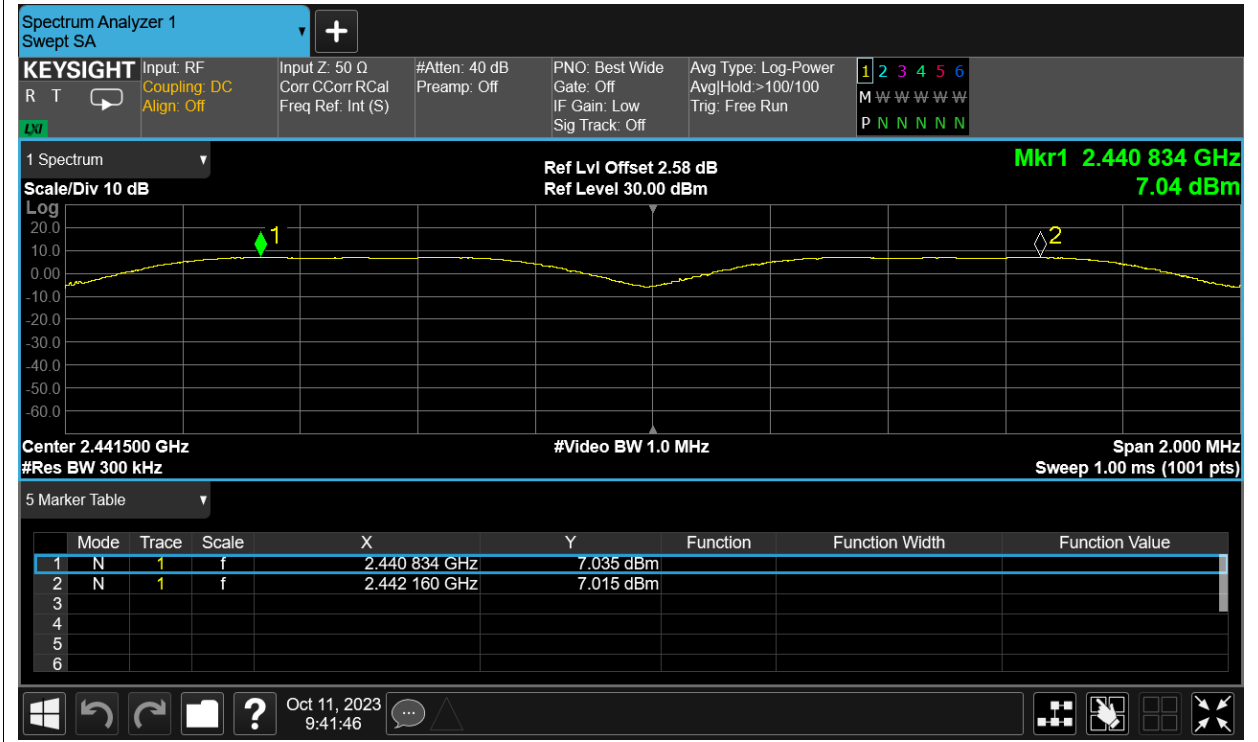 Spectrum Analyzer 1
Swept SA
KEYSIGHT
R T
LXI
Input: RF
Coupling: DC
Align: Off
Input Z: 50 Ω
Corr CCorr RCal
Freq Ref: Int (S)
#Atten: 40 dB
Preamp: Off
PNO: Best Wide
Gate: Off
IF Gain: Low
Sig Track: Off
Avg Type: Log-Power
Avg|Hold:>100/100
Trig: Free Run
1 2 3 4 5 6
M W W W W W
P N N N N N
1 Spectrum
Scale/Div 10 dB
Ref Lvl Offset 2.58 dB
Ref Level 30.00 dBm
Mkr1 2.440 834 GHz
7.04 dBm
Log
20.0
10.0
0.00
-10.0
-20.0
-30.0
-40.0
-50.0
-60.0
1
2
Center 2.441500 GHz
#Video BW 1.0 MHz
Span 2.000 MHz
#Res BW 300 kHz
Sweep 1.00 ms (1001 pts)
5 Marker Table
Mode Trace Scale X Y Function Function Width Function Value
1 N 1 f 2.440 834 GHz 7.035 dBm
2 N 1 f 2.442 160 GHz 7.015 dBm
3
4
5
6
?
Oct 11, 2023
9:41:46